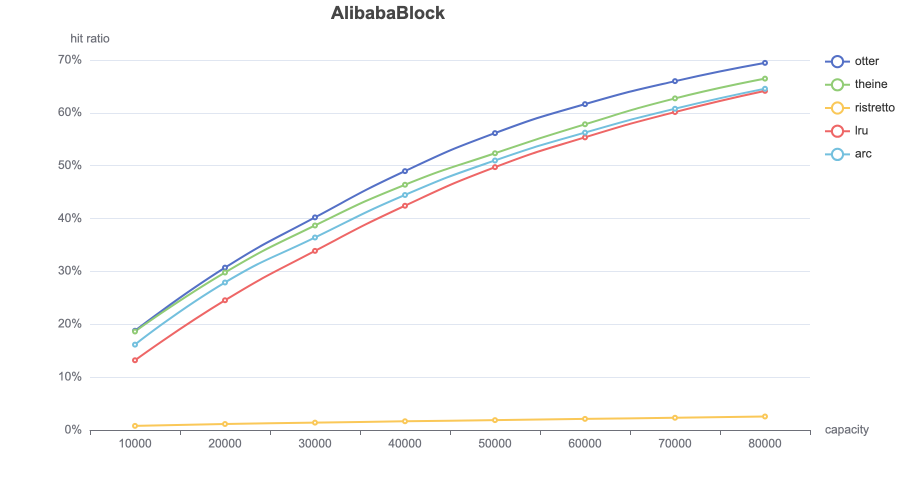 AlibabaBlock
hit ratio
70%
60%
50%
40%
30%
20%
10%
0%
10000 20000 30000 40000 50000 60000 70000 80000
capacity
otter
theine
ristretto
lru
arc